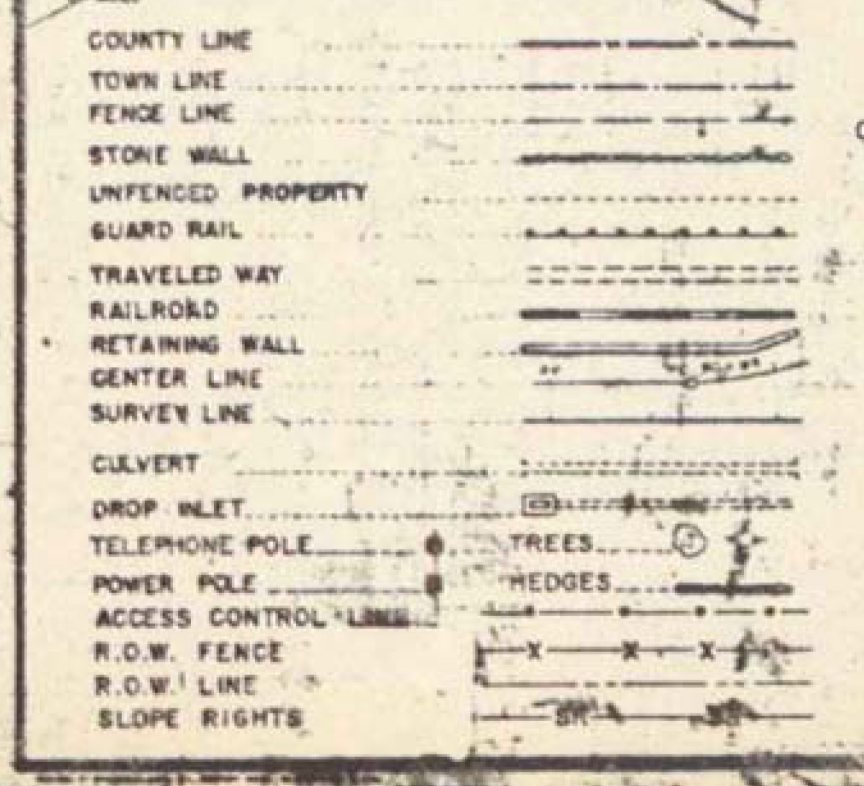 COUNTY LINE
TOWN LINE
FENCE LINE
STONE WALL
UNFENCED PROPERTY
GUARD RAIL
TRAVELED WAY
RAILROAD
RETAINING WALL
CENTER LINE
SURVEY LINE
CULVERT
DROP INLET
TELEPHONE POLE TREES
POWER POLE HEDGES
ACCESS CONTROL LINE
R.O.W. FENCE X X X
R.O.W. LINE
SLOPE RIGHTS SR